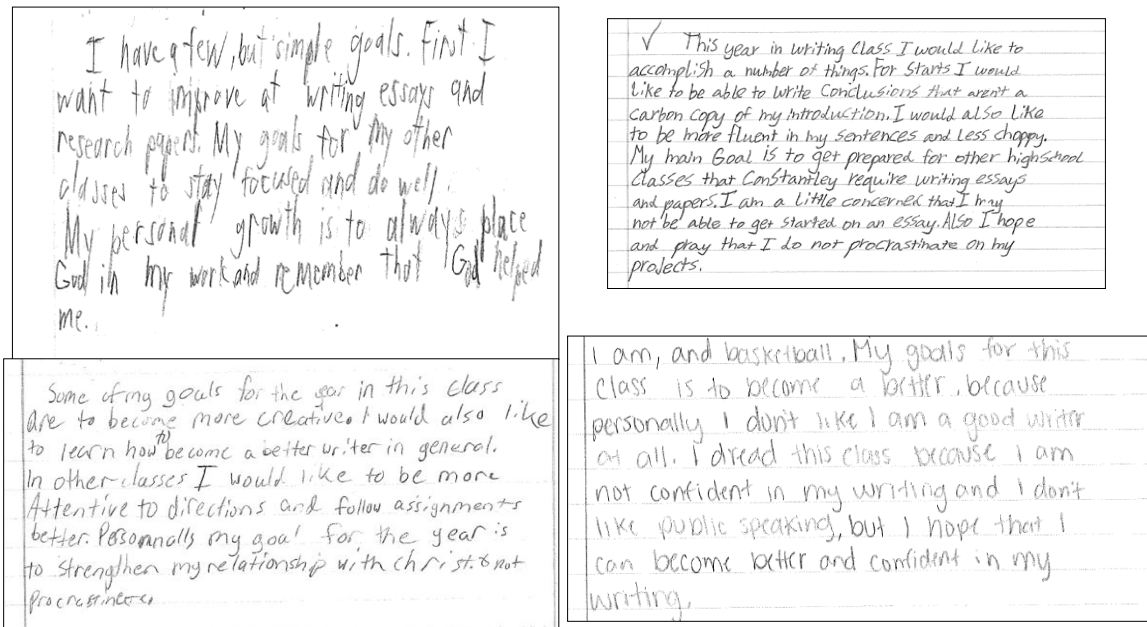 I have a few, but simple goals. First I
want to improve at writing essays and
research papers. My goals for my other
classes to stay focused and do well.
My personal growth is to always place
God in my work and remember that God helped
me.
✓ This year in writing Class I would like to
accomplish a number of things. For Starts I would
like to be able to write Conclusions that aren't a
carbon copy of my introduction. I would also like
to be more fluent in my sentences and less choppy.
My main Goal is to get prepared for other highschool
Classes that Constantley require writing essays
and papers. I am a little concerned that I may
not be able to get started on an essay. Also I hope
and pray that I do not procrastinate on my
projects.
Some of my goals for the year in this class
are to become more creative. I would also like
to learn how to become a better writer in general.
In other classes I would like to be more
Attentive to directions and follow assignments
better. Personnally my goal for the year is
to strengthen my relationship with christ & not
I am, and basketball. My goals for this
class is to become a better, because
personally I don't like I am a good writer
at all. I dread this class because I am
not confident in my writing and I don't
like public speaking, but I hope that I
can become better and confident in my
writing.